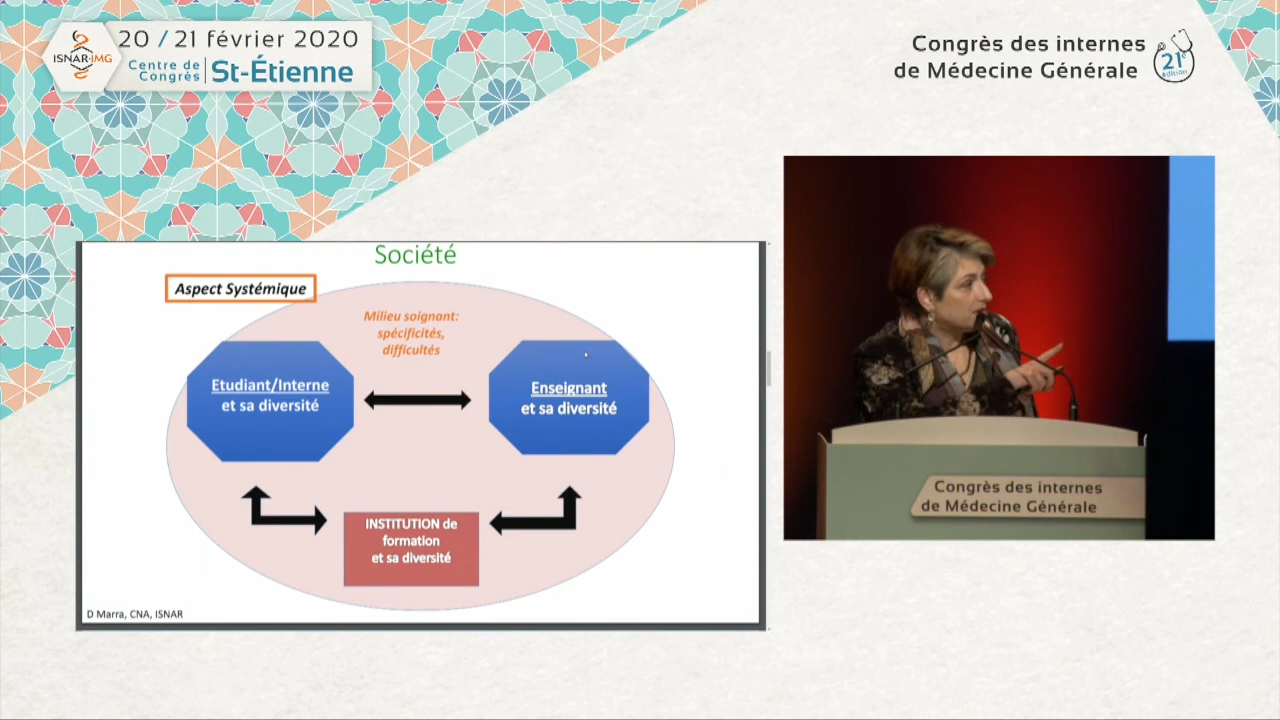 20 / 21 février 2020
ISNAR-IMG
Centre de
Congrès
St-Étienne
Congrès des internes
de Médecine Générale
21e
édition
Société
Aspect Systémique
Milieu soignant:
spécificités,
difficultés
Etudiant/Interne
et sa diversité
Enseignant
et sa diversité
INSTITUTION de
formation
et sa diversité
D Marra, CNA, ISNAR
Congrès des internes
de Médecine Générale